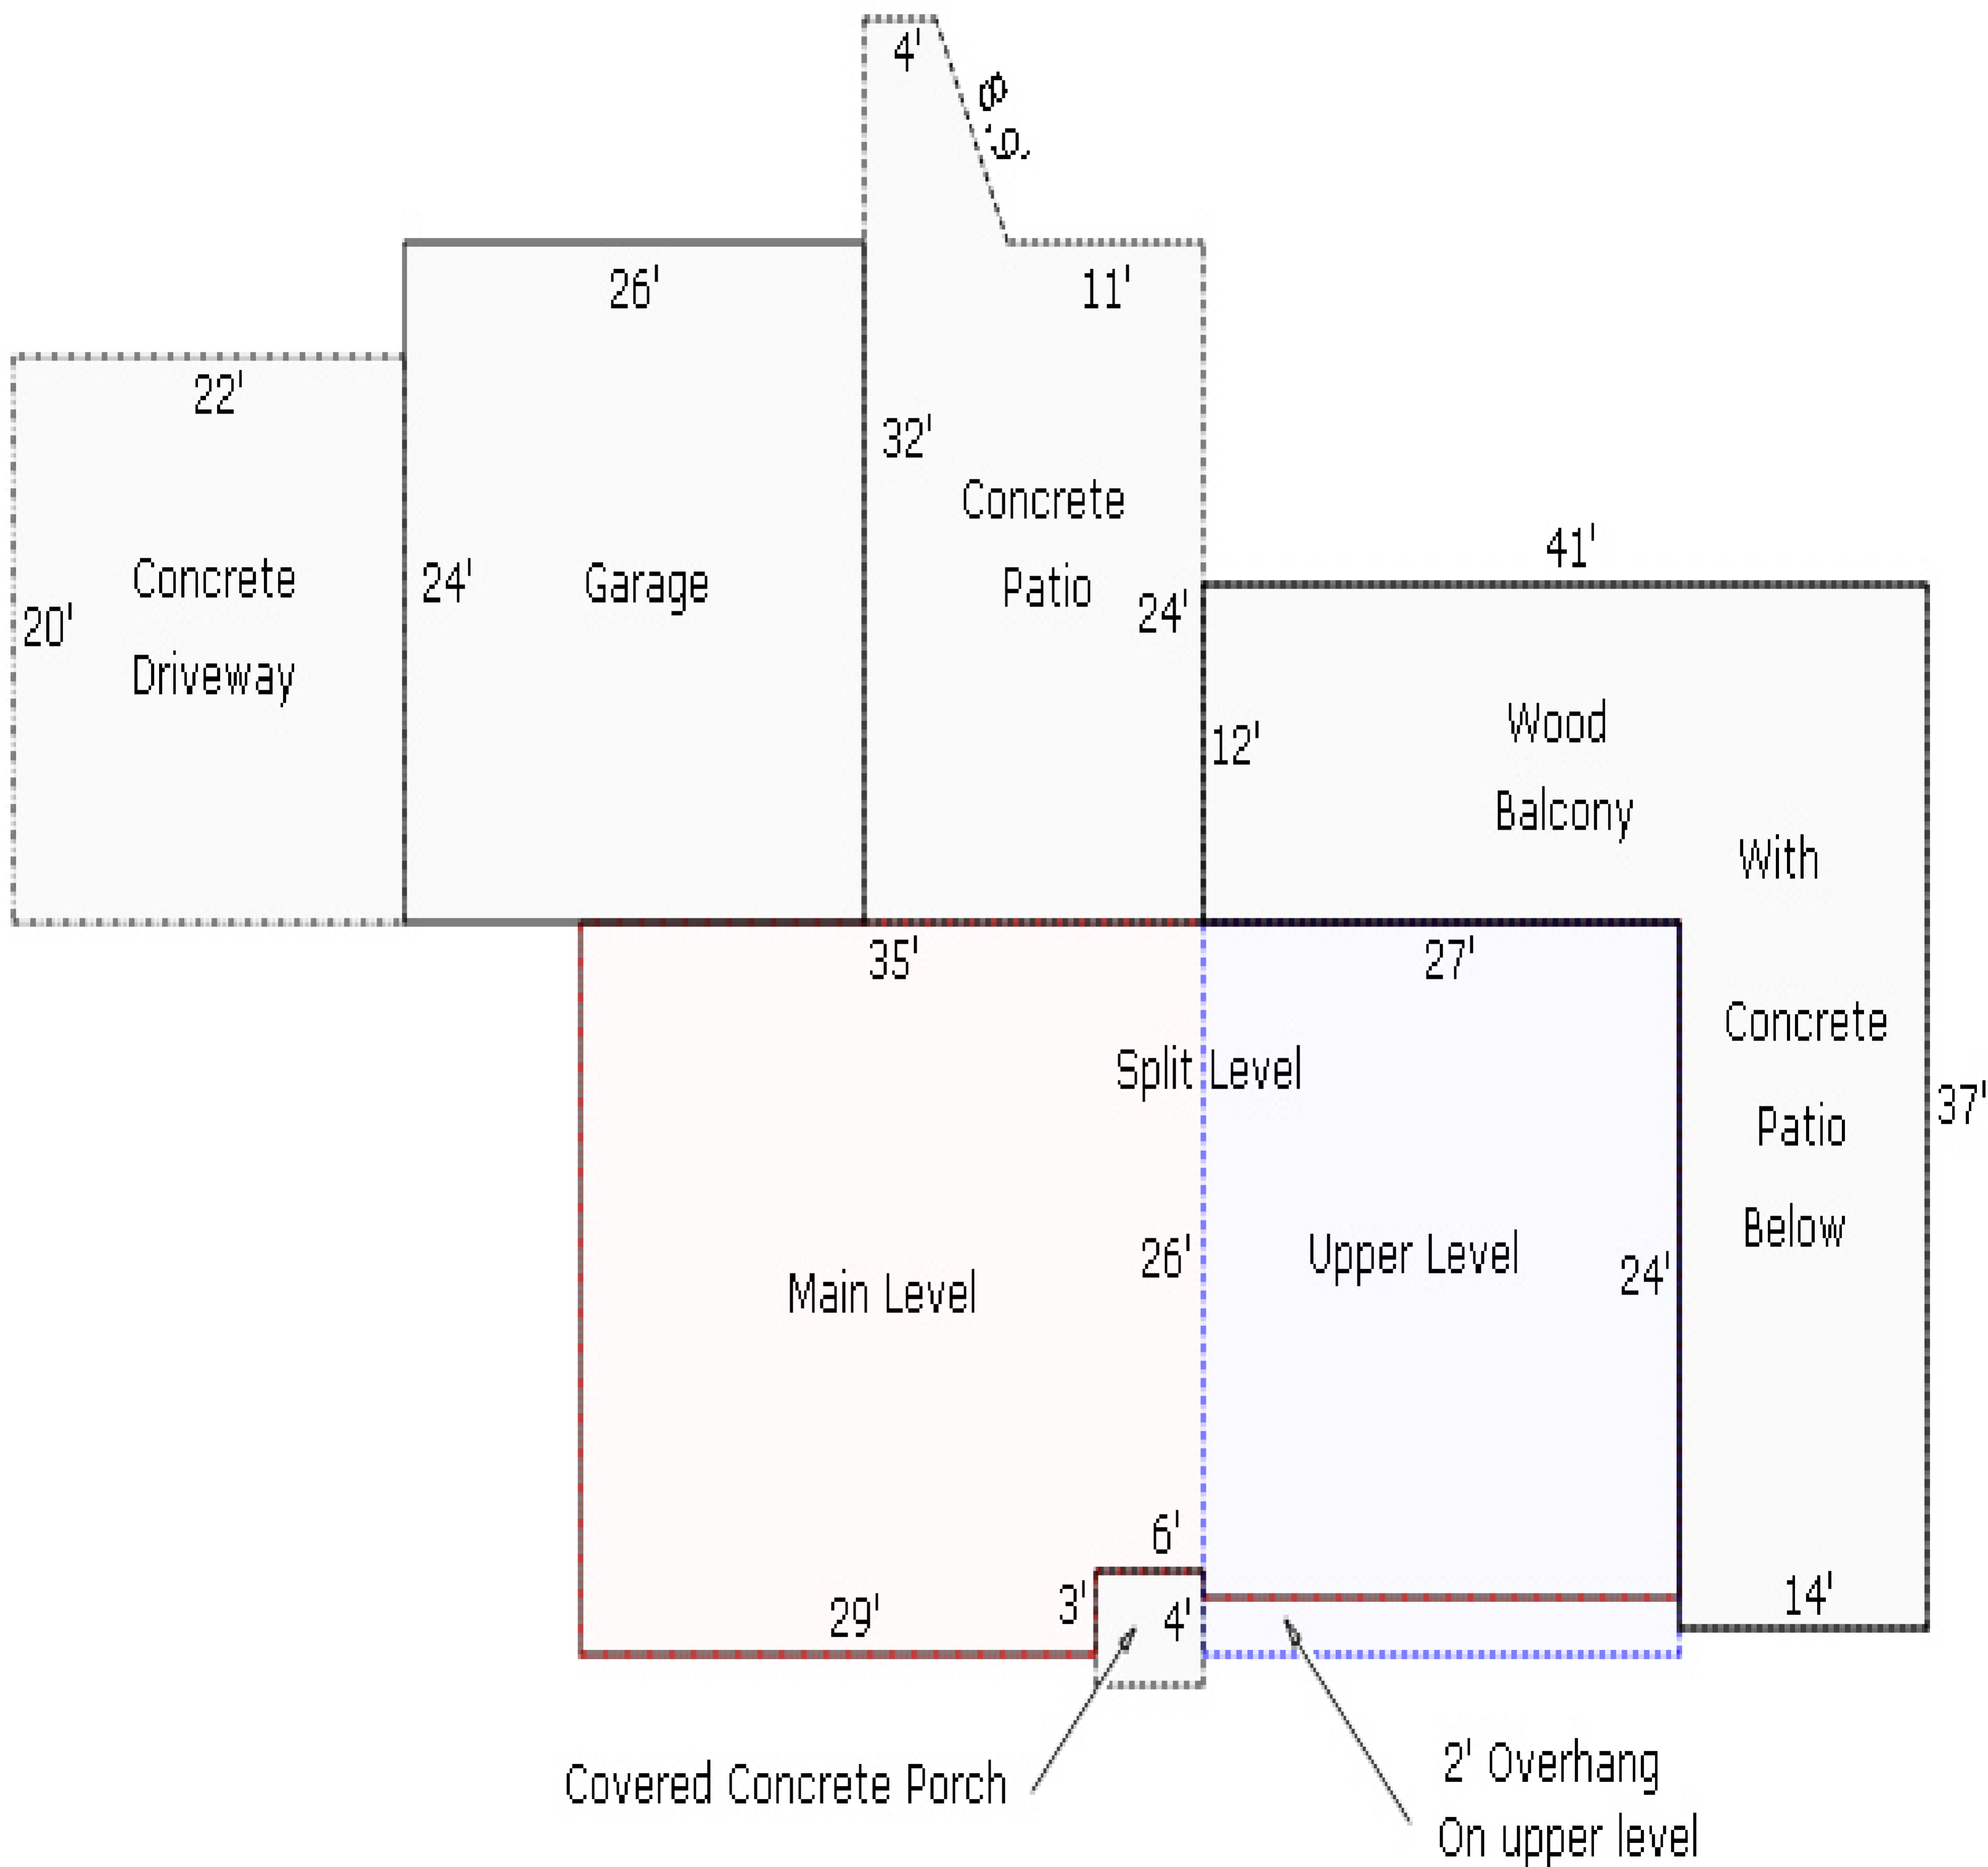 4'
8.9'
26'
11'
22'
32'
Concrete
Patio
41'
Concrete
Driveway
20'
24'
Garage
24'
12'
Wood
Balcony
With
35'
27'
Concrete
Patio
Below
Split Level
37'
Main Level
26'
Upper Level
24'
6'
29'
3'
4'
14'
Covered Concrete Porch
2' Overhang
On upper level